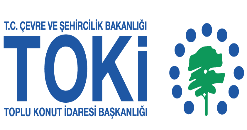 T.C. ÇEVRE VE ŞEHİRCİLİK BAKANLIĞI
TOKİ
TOPLU KONUT İDARESİ BAŞKANLIĞI